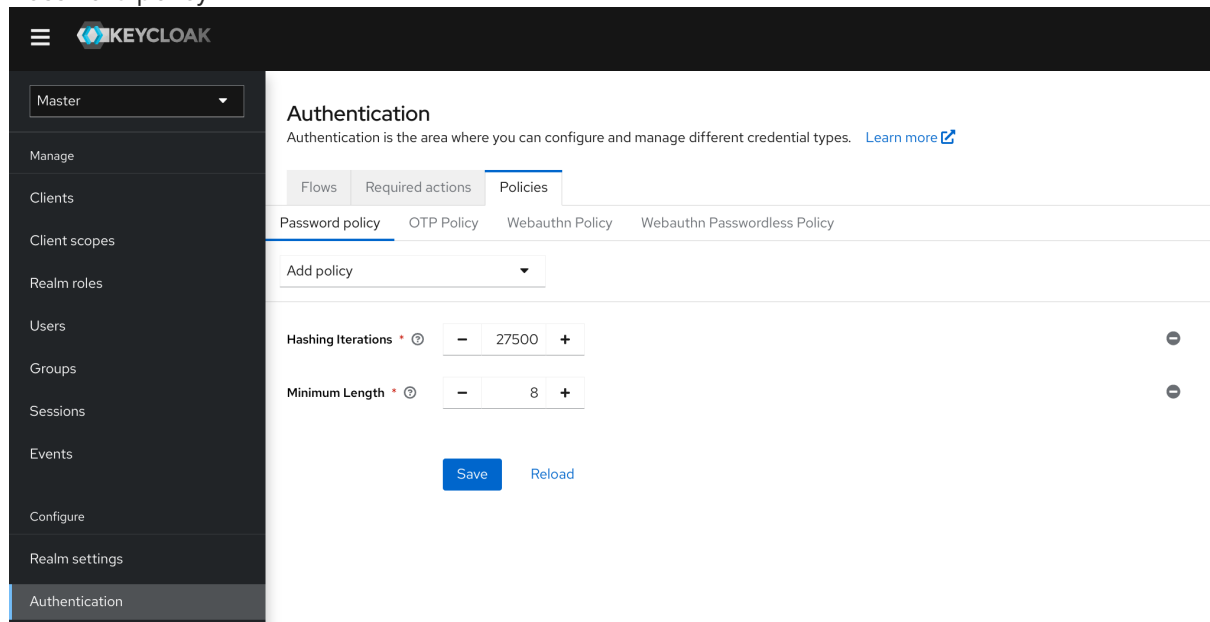 KEYCLOAK
Master
Manage
Clients
Client scopes
Realm roles
Users
Groups
Sessions
Events
Configure
Realm settings
Authentication
Authentication
Authentication is the area where you can configure and manage different credential types. Learn more
Flows Required actions Policies
Password policy OTP Policy Webauthn Policy Webauthn Passwordless Policy
Add policy
Hashing Iterations * 27500
Minimum Length * 8
Save Reload